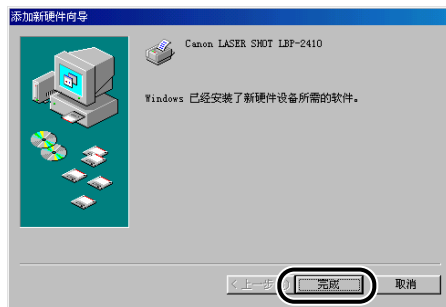 添加新硬件向导
Canon LASER SHOT LBP-2410
Windows 已经安装了新硬件设备所需的软件。
<上一步
完成
取消